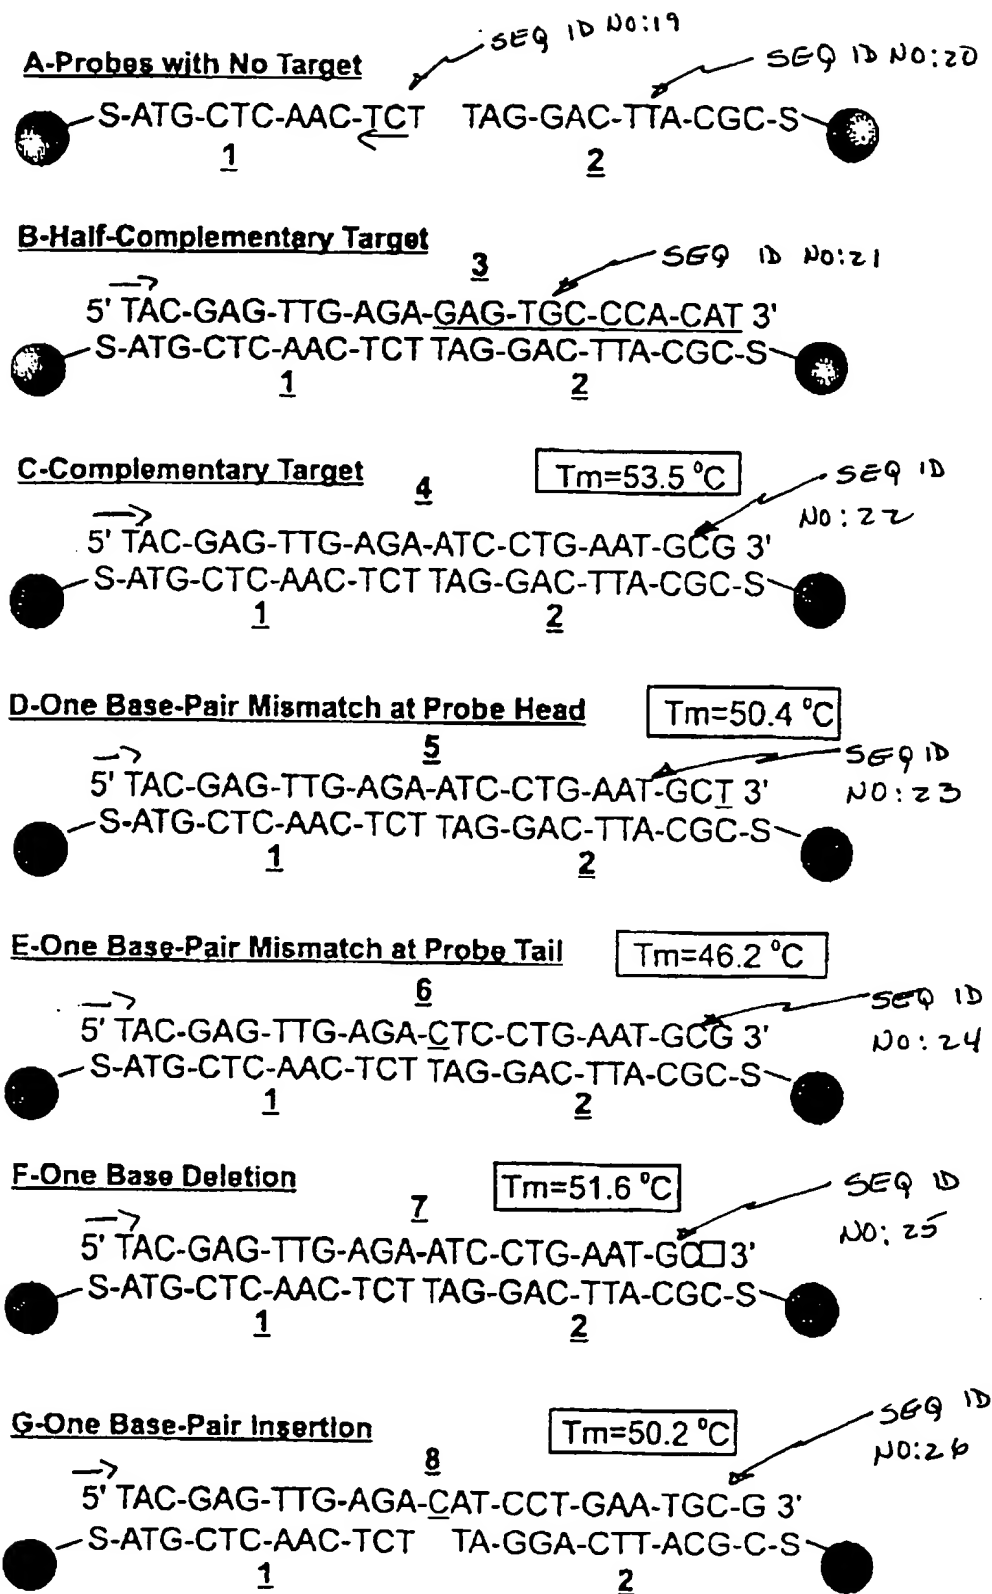 SEQ ID NO:19
A-Probes with No Target
SEQ ID NO:20
S-ATG-CTC-AAC-TCT TAG-GAC-TTA-CGC-S
1 2
B-Half-Complementary Target
3 SEQ ID NO:21
5' TAC-GAG-TTG-AGA-GAG-TGC-CCA-CAT 3'
S-ATG-CTC-AAC-TCT TAG-GAC-TTA-CGC-S
1 2
C-Complementary Target
4 Tm=53.5 °C SEQ ID
NO:22
5' TAC-GAG-TTG-AGA-ATC-CTG-AAT-GCG 3'
S-ATG-CTC-AAC-TCT TAG-GAC-TTA-CGC-S
1 2
D-One Base-Pair Mismatch at Probe Head Tm=50.4 °C
5 SEQ ID
NO:23
5' TAC-GAG-TTG-AGA-ATC-CTG-AAT-GCT 3'
S-ATG-CTC-AAC-TCT TAG-GAC-TTA-CGC-S
1 2
E-One Base-Pair Mismatch at Probe Tail Tm=46.2 °C
6 SEQ ID
NO:24
5' TAC-GAG-TTG-AGA-CTC-CTG-AAT-GCG 3'
S-ATG-CTC-AAC-TCT TAG-GAC-TTA-CGC-S
1 2
F-One Base Deletion Tm=51.6 °C SEQ ID
7 NO:25
5' TAC-GAG-TTG-AGA-ATC-CTG-AAT-GC□ 3'
S-ATG-CTC-AAC-TCT TAG-GAC-TTA-CGC-S
1 2
G-One Base-Pair Insertion Tm=50.2 °C SEQ ID
8 NO:26
5' TAC-GAG-TTG-AGA-CAT-CCT-GAA-TGC-G 3'
S-ATG-CTC-AAC-TCT TA-GGA-CTT-ACG-C-S
1 2